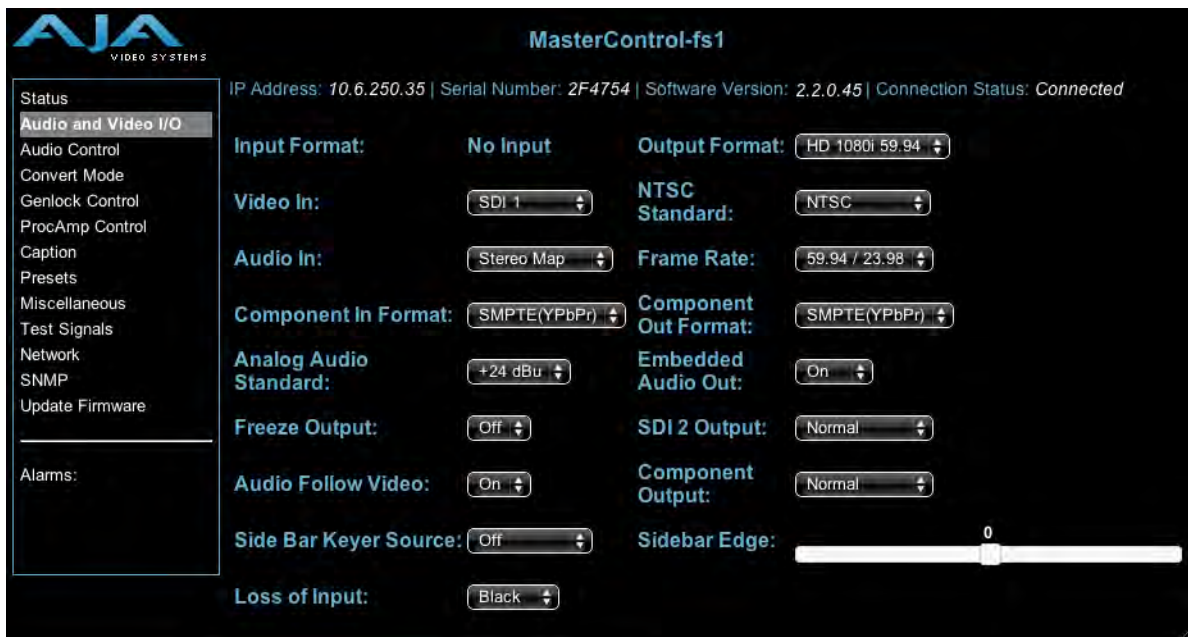 AJA
VIDEO SYSTEMS
MasterControl-fs1
IP Address: 10.6.250.35 | Serial Number: 2F4754 | Software Version: 2.2.0.45 | Connection Status: Connected
Status
Audio and Video I/O
Audio Control
Convert Mode
Genlock Control
ProcAmp Control
Caption
Presets
Miscellaneous
Test Signals
Network
SNMP
Update Firmware
Alarms:
Input Format: No Input
Output Format: HD 1080i 59.94
Video In: SDI 1
NTSC
Standard: NTSC
Audio In: Stereo Map
Frame Rate: 59.94 / 23.98
Component In Format: SMPTE(YPbPr)
Component
Out Format: SMPTE(YPbPr)
Analog Audio
Standard: +24 dBu
Embedded
Audio Out: On
Freeze Output: Off
SDI 2 Output: Normal
Audio Follow Video: On
Component
Output: Normal
Side Bar Keyer Source: Off
Sidebar Edge: 0
Loss of Input: Black